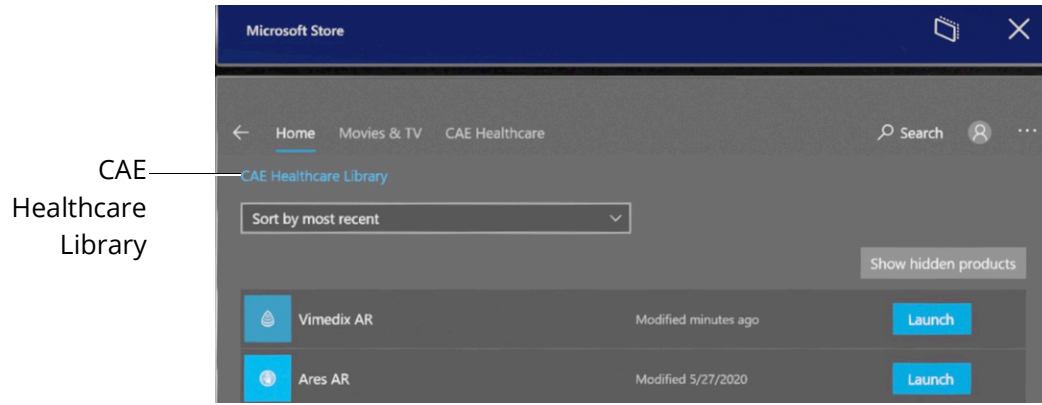 Microsoft Store
Home Movies & TV CAE Healthcare Search
CAE
Healthcare
Library
CAE Healthcare Library
Sort by most recent
Show hidden products
Vimedix AR Modified minutes ago Launch
Ares AR Modified 5/27/2020 Launch